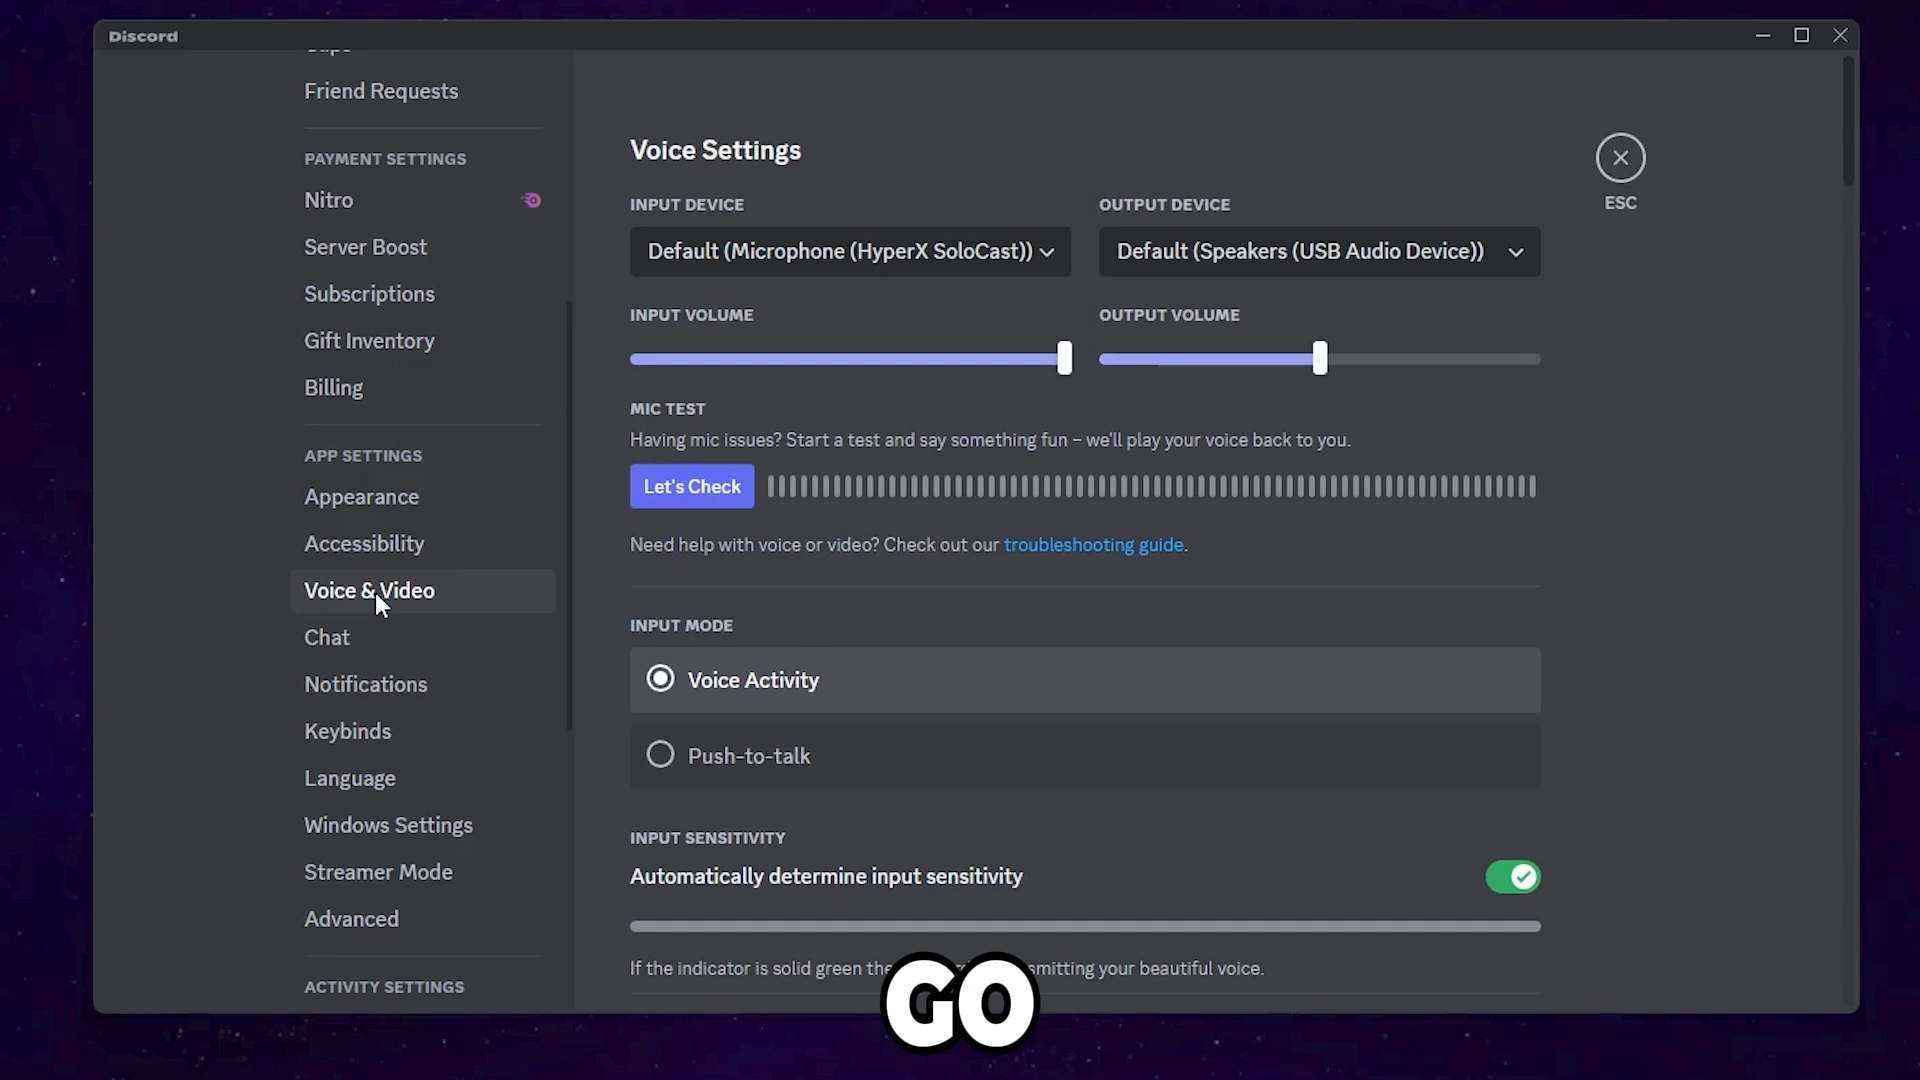 Discord
Friend Requests
PAYMENT SETTINGS
Nitro
Server Boost
Subscriptions
Gift Inventory
Billing
APP SETTINGS
Appearance
Accessibility
Voice & Video
Chat
Notifications
Keybinds
Language
Windows Settings
Streamer Mode
Advanced
ACTIVITY SETTINGS
Voice Settings
ESC
INPUT DEVICE
Default (Microphone (HyperX SoloCast))
OUTPUT DEVICE
Default (Speakers (USB Audio Device))
INPUT VOLUME
OUTPUT VOLUME
MIC TEST
Having mic issues? Start a test and say something fun – we'll play your voice back to you.
Let's Check
Need help with voice or video? Check out our troubleshooting guide.
INPUT MODE
Voice Activity
Push-to-talk
INPUT SENSITIVITY
Automatically determine input sensitivity
If the indicator is solid green your beautiful voice.
GO